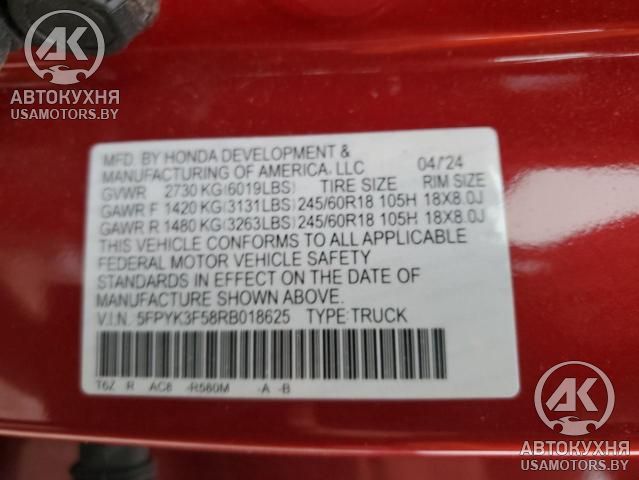 AK
АВТОКУХНЯ
USAMOTORS.BY
MFD. BY HONDA DEVELOPMENT &
MANUFACTURING OF AMERICA, LLC 04/'24
GVWR 2730 KG(6019LBS) TIRE SIZE RIM SIZE
GAWR F 1420 KG(3131LBS) 245/60R18 105H 18X8.0J
GAWR R 1480 KG(3263LBS) 245/60R18 105H 18X8.0J
THIS VEHICLE CONFORMS TO ALL APPLICABLE
FEDERAL MOTOR VEHICLE SAFETY
STANDARDS IN EFFECT ON THE DATE OF
MANUFACTURE SHOWN ABOVE.
V.I.N. 5FPYK3F58RB018625 TYPE:TRUCK
T6Z R AC8 -R580M -A -B
AK
АВТОКУХНЯ
USAMOTORS.BY